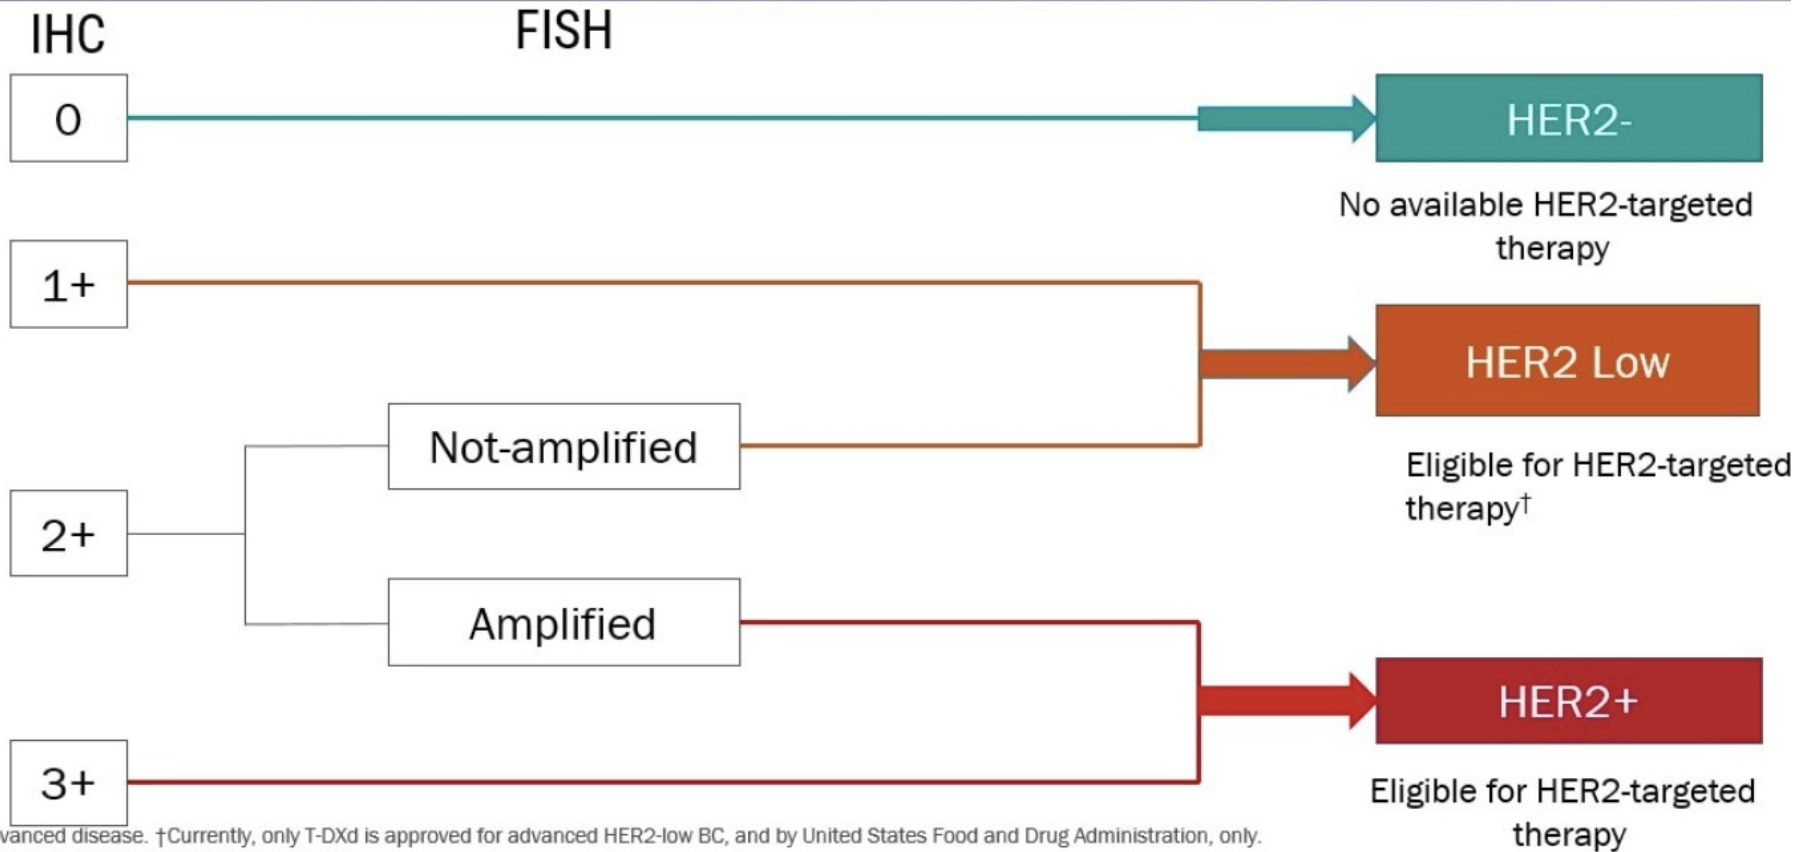 IHC
FISH
0
HER2-
No available HER2-targeted
therapy
1+
HER2 Low
Not-amplified
Eligible for HER2-targeted
therapy†
2+
Amplified
HER2+
3+
Eligible for HER2-targeted
therapy
disease. †Currently, only T-DXd is approved for advanced HER2-low BC, and by United States Food and Drug Administration, only.